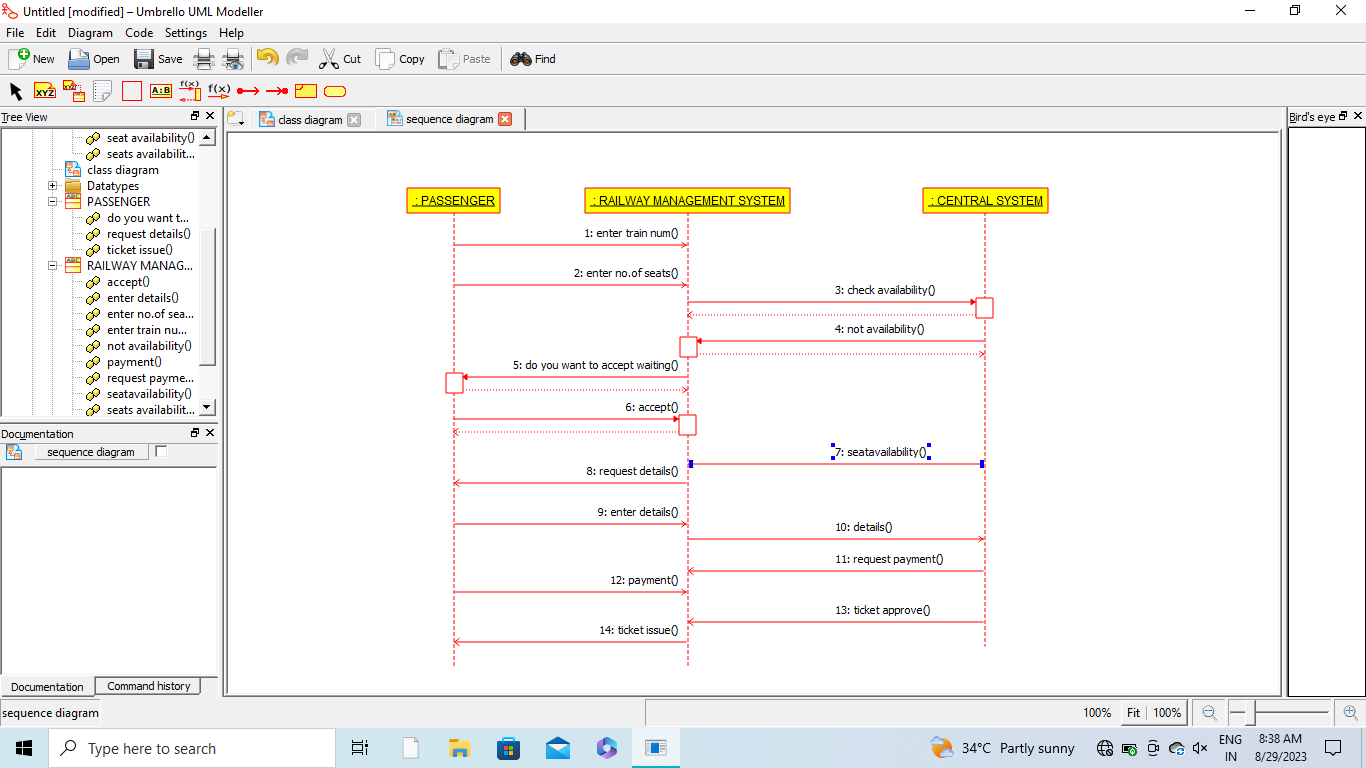 Untitled [modified] – Umbrello UML Modeller
File Edit Diagram Code Settings Help
New Open Save Cut Copy Paste Find
XYZ XYZ A:B f(x) f(x)
Tree View
class diagram
sequence diagram
Bird's eye
seat availability()
seats availabilit...
class diagram
Datatypes
PASSENGER
do you want t...
request details()
ticket issue()
RAILWAY MANAG...
accept()
enter details()
enter no.of sea...
enter train nu...
not availability()
payment()
request payme...
seatavailability()
seats availabilit...
Documentation
sequence diagram
Documentation
Command history
: PASSENGER
: RAILWAY MANAGEMENT SYSTEM
: CENTRAL SYSTEM
1: enter train num()
2: enter no.of seats()
3: check availability()
4: not availability()
5: do you want to accept waiting()
6: accept()
7: seatavailability()
8: request details()
9: enter details()
10: details()
11: request payment()
12: payment()
13: ticket approve()
14: ticket issue()
sequence diagram
100% Fit 100%
Type here to search
34°C Partly sunny
ENG
IN
8:38 AM
8/29/2023